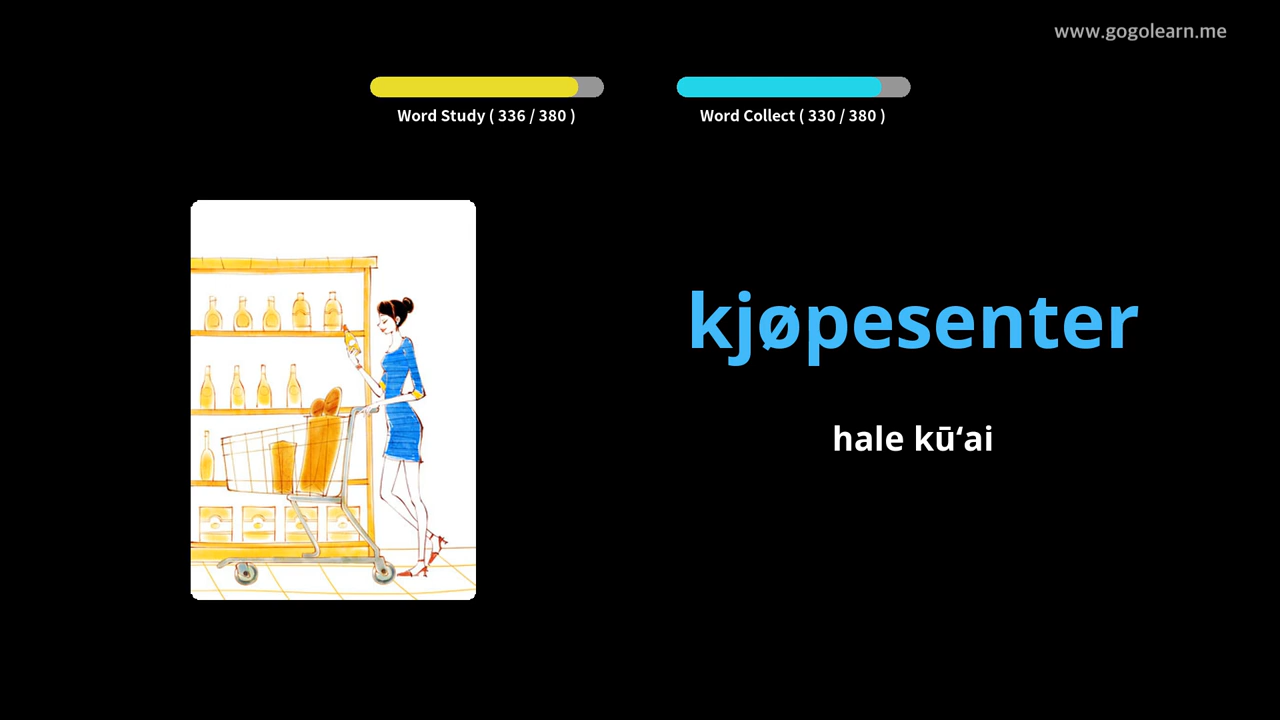 www.gogolearn.me
Word Study ( 336 / 380 )
Word Collect ( 330 / 380 )
kjøpesenter
hale kūʻai